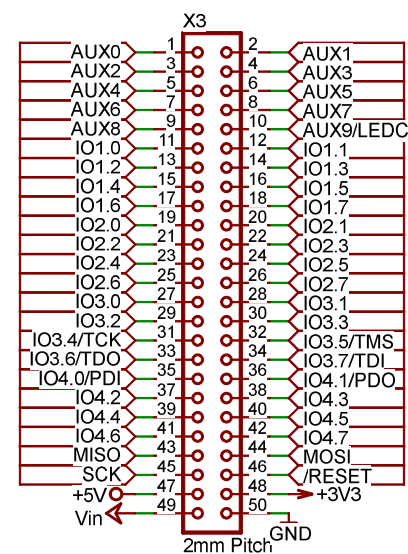 X3
AUX0 1 2 AUX1
AUX2 3 4 AUX3
AUX4 5 6 AUX5
AUX6 7 8 AUX7
AUX8 9 10 AUX9/LEDC
IO1.0 11 12 IO1.1
IO1.2 13 14 IO1.3
IO1.4 15 16 IO1.5
IO1.6 17 18 IO1.7
IO2.0 19 20 IO2.1
IO2.2 21 22 IO2.3
IO2.4 23 24 IO2.5
IO2.6 25 26 IO2.7
IO3.0 27 28 IO3.1
IO3.2 29 30 IO3.3
IO3.4/TCK 31 32 IO3.5/TMS
IO3.6/TDO 33 34 IO3.7/TDI
IO4.0/PDI 35 36 IO4.1/PDO
IO4.2 37 38 IO4.3
IO4.4 39 40 IO4.5
IO4.6 41 42 IO4.7
MISO 43 44 MOSI
SCK 45 46 /RESET
+5V 47 48 +3V3
Vin 49 50
GND
2mm Pitch